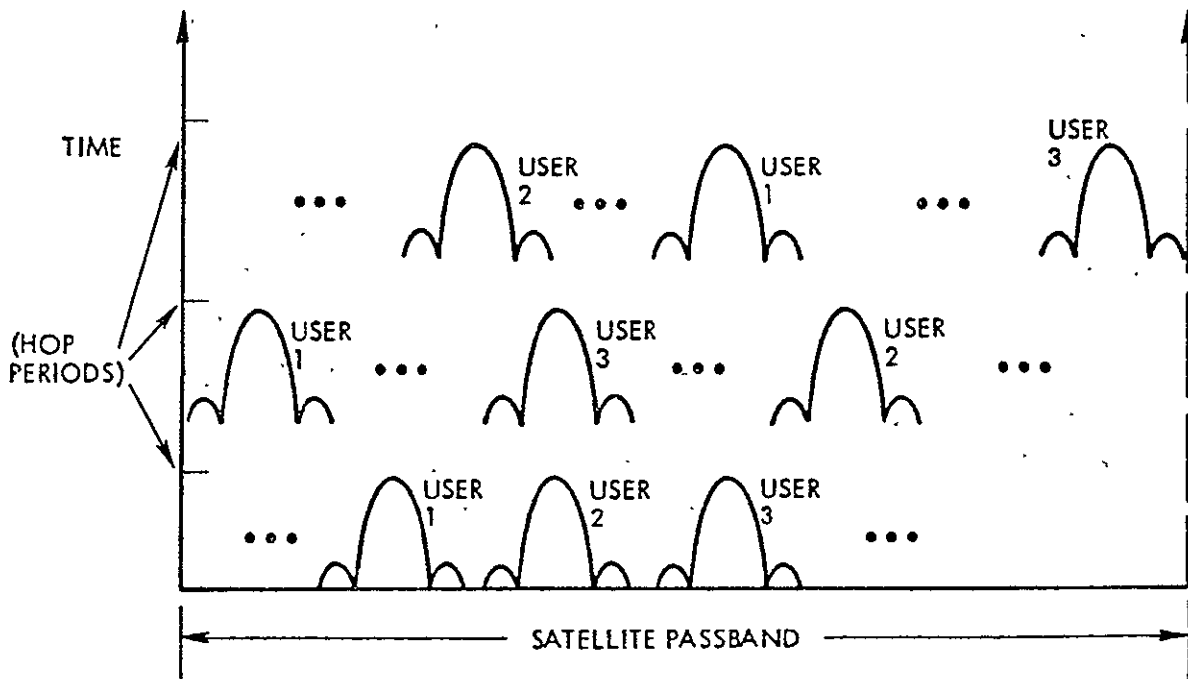 TIME
USER
2
USER
1
USER
3
(HOP
PERIODS)
USER
1
USER
3
USER
2
USER
1
USER
2
USER
3
SATELLITE PASSBAND